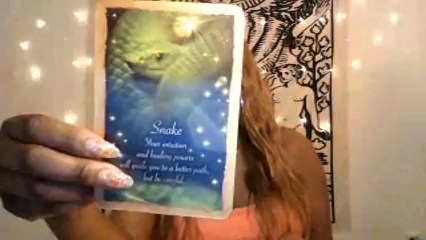 Snake
Your intuition
and healing powers
will guide you to a better path,
but be careful.